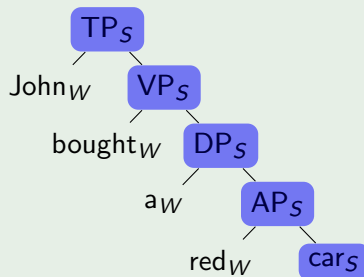 TP_S
John_W VP_S
bought_W DP_S
a_W AP_S
red_W car_S